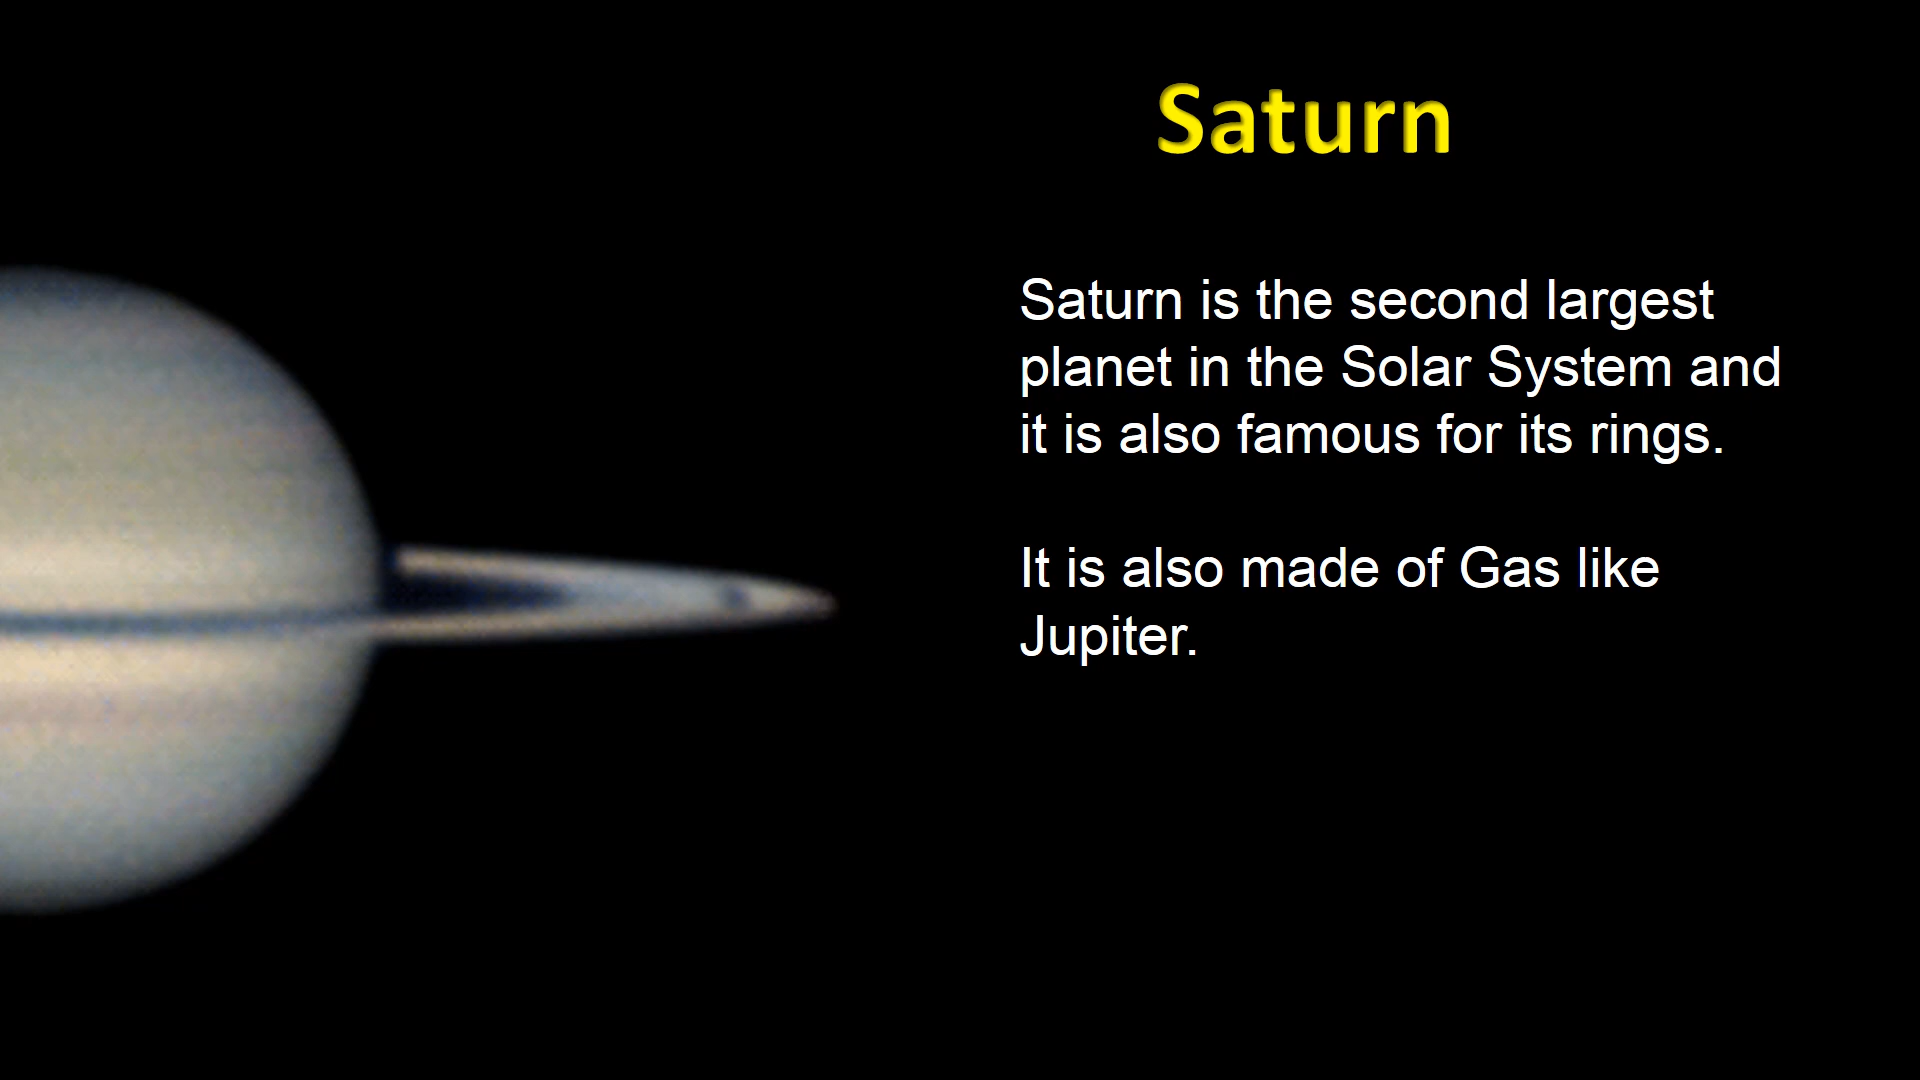 Saturn
Saturn is the second largest
planet in the Solar System and
it is also famous for its rings.
It is also made of Gas like
Jupiter.